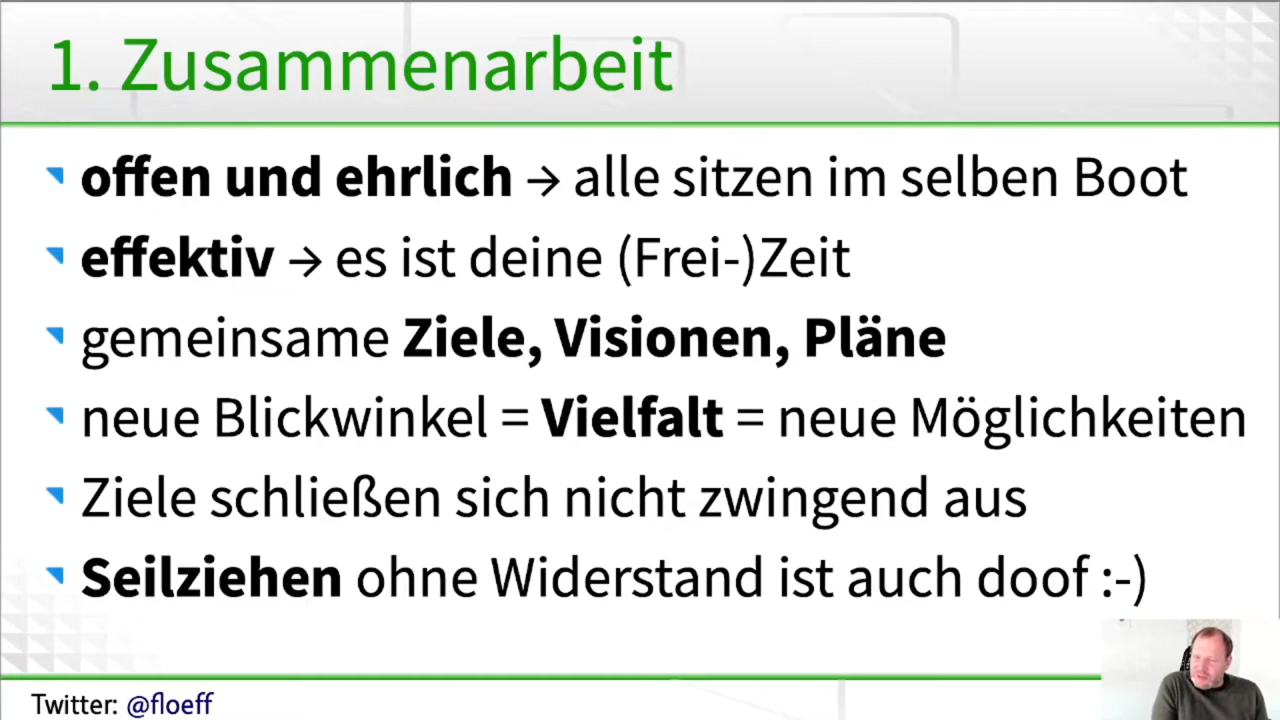 1. Zusammenarbeit
offen und ehrlich → alle sitzen im selben Boot
effektiv → es ist deine (Frei-)Zeit
gemeinsame Ziele, Visionen, Pläne
neue Blickwinkel = Vielfalt = neue Möglichkeiten
Ziele schließen sich nicht zwingend aus
Seilziehen ohne Widerstand ist auch doof :-)
Twitter: @floeff